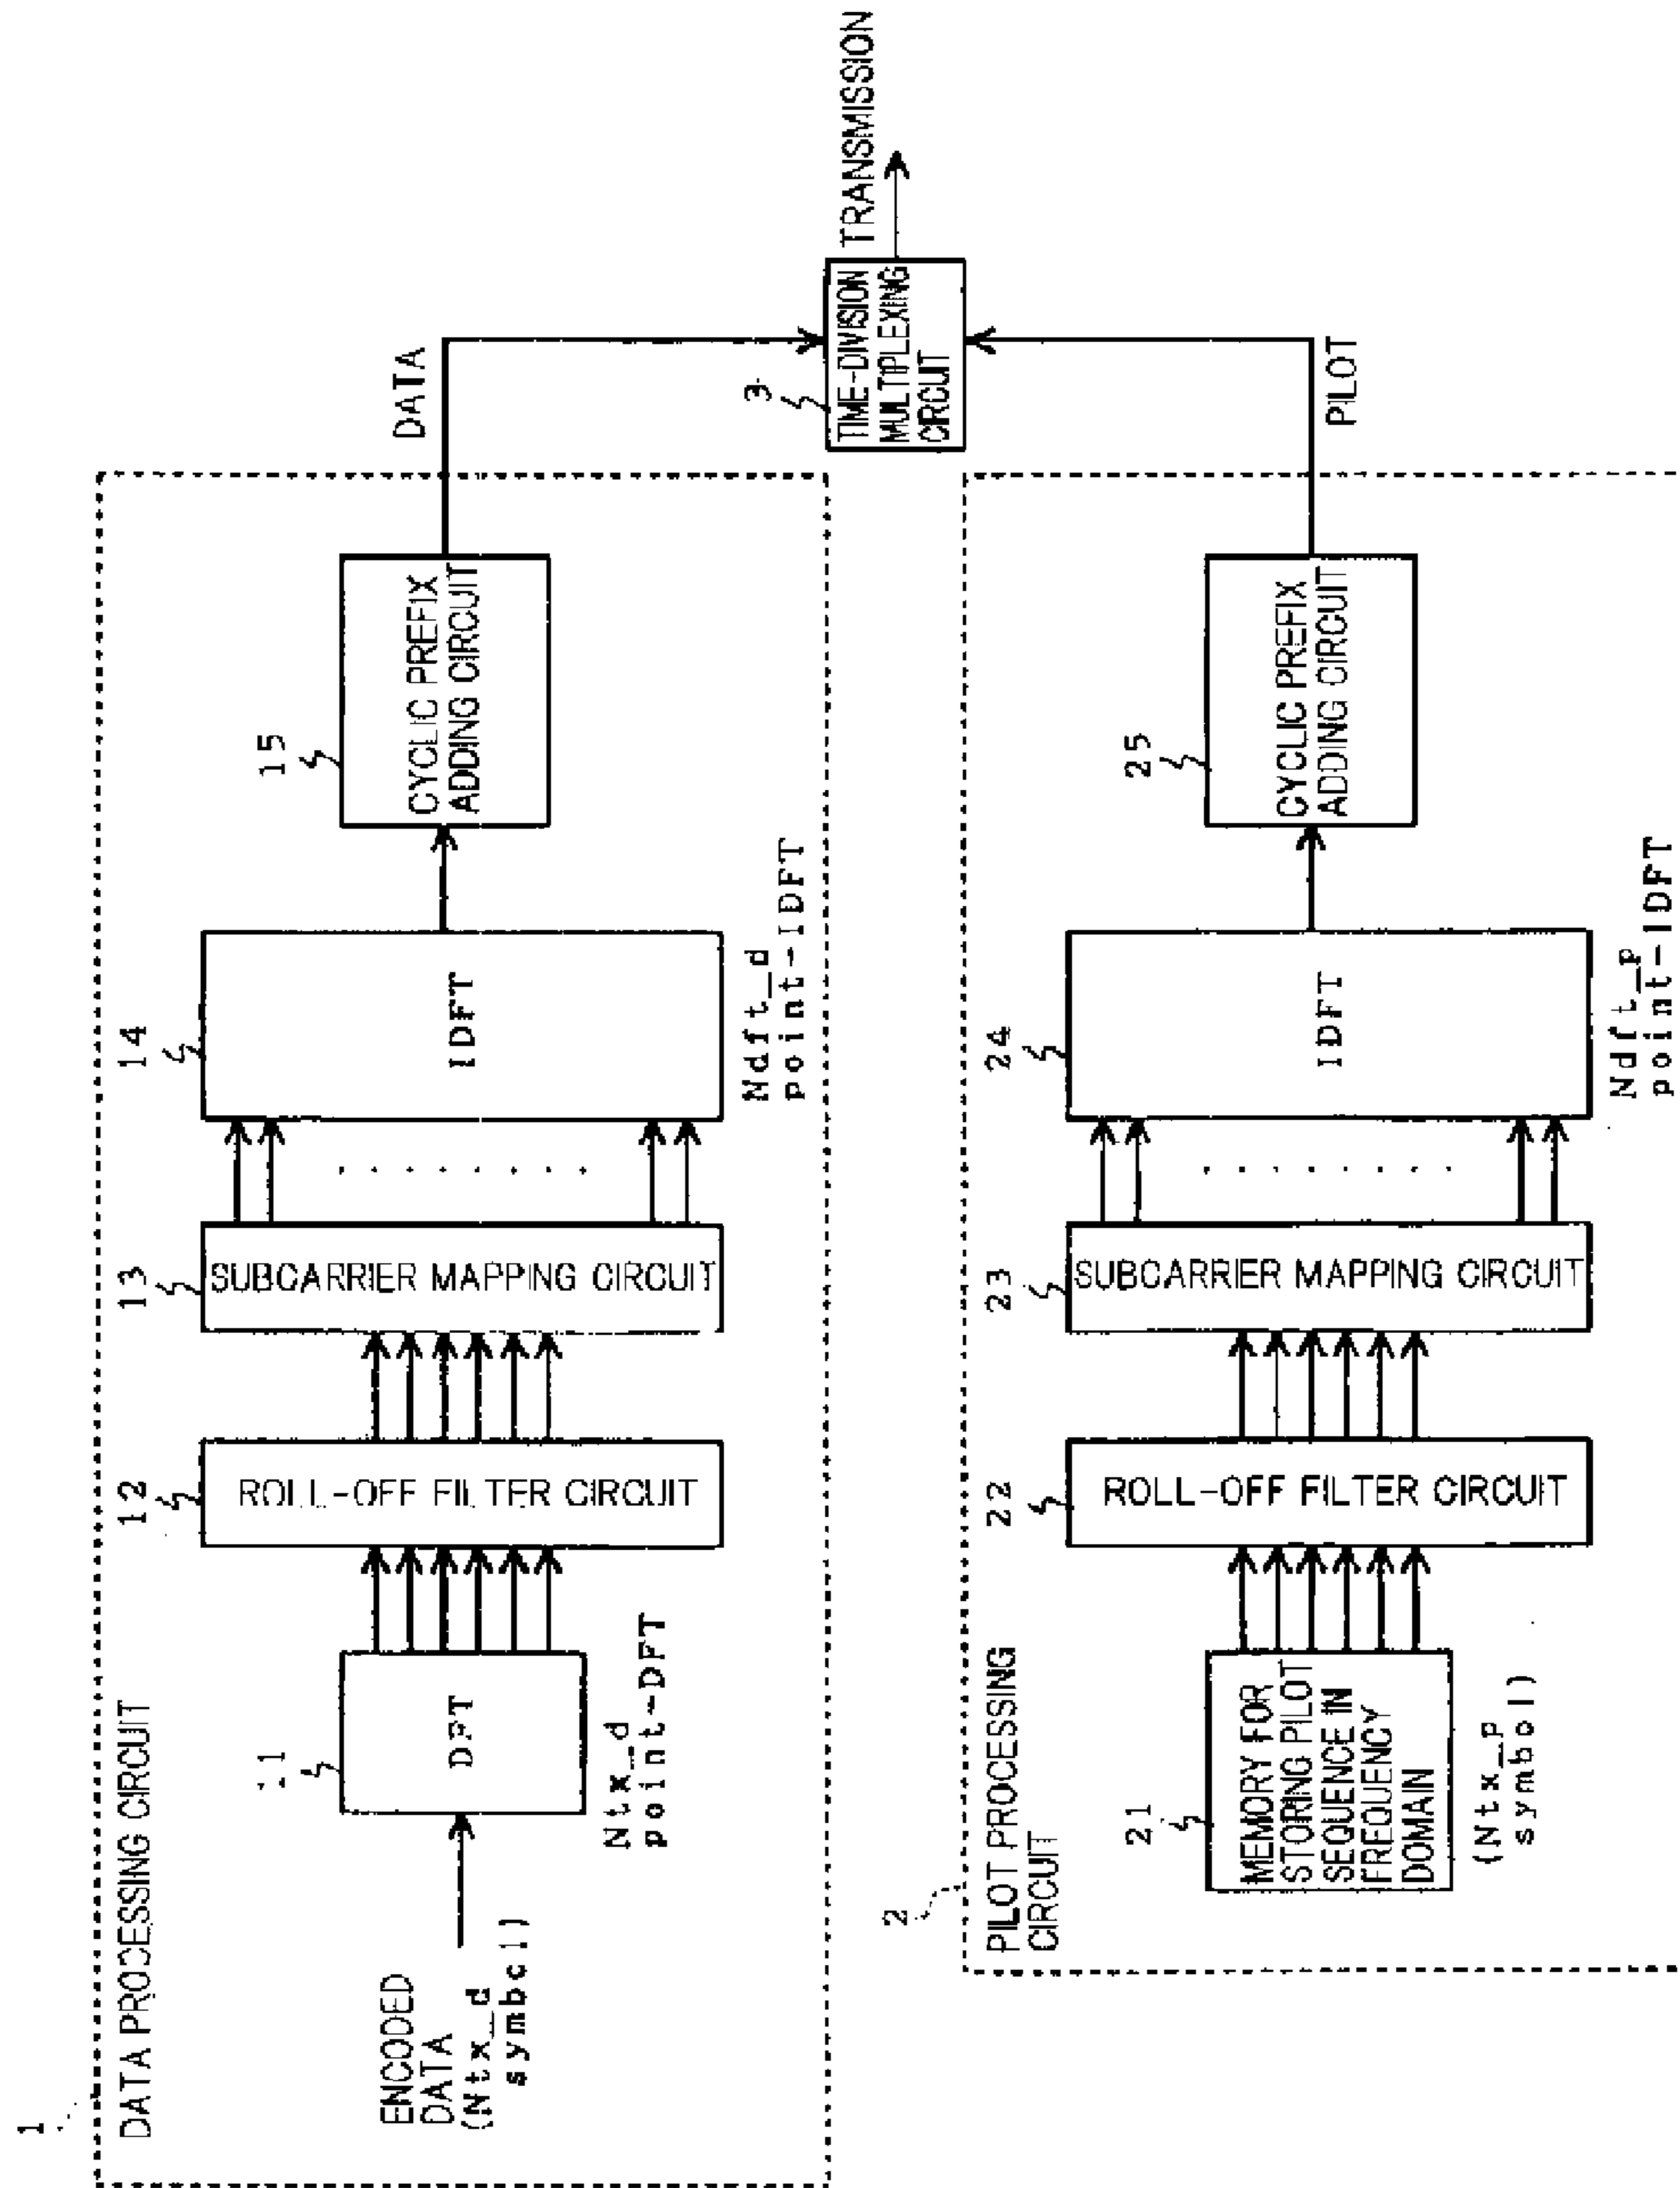 1
DATA PROCESSING CIRCUIT
ENCODED
DATA
(Ntx_d
symbol)
11
DFT
Ntx_d
point-DFT
12
ROLL-OFF FILTER CIRCUIT
13
SUBCARRIER MAPPING CIRCUIT
14
IDFT
Ndft_d
point-IDFT
15
CYCLIC PREFIX
ADDING CIRCUIT
DATA
3
TIME-DIVISION
MULTIPLEXING
CIRCUIT
TRANSMISSION
2
PILOT PROCESSING
CIRCUIT
21
MEMORY FOR
STORING PILOT
SEQUENCE IN
FREQUENCY
DOMAIN
(Ntx_p
symbol)
22
ROLL-OFF FILTER CIRCUIT
23
SUBCARRIER MAPPING CIRCUIT
24
IDFT
Ndft_p
point-IDFT
25
CYCLIC PREFIX
ADDING CIRCUIT
PILOT